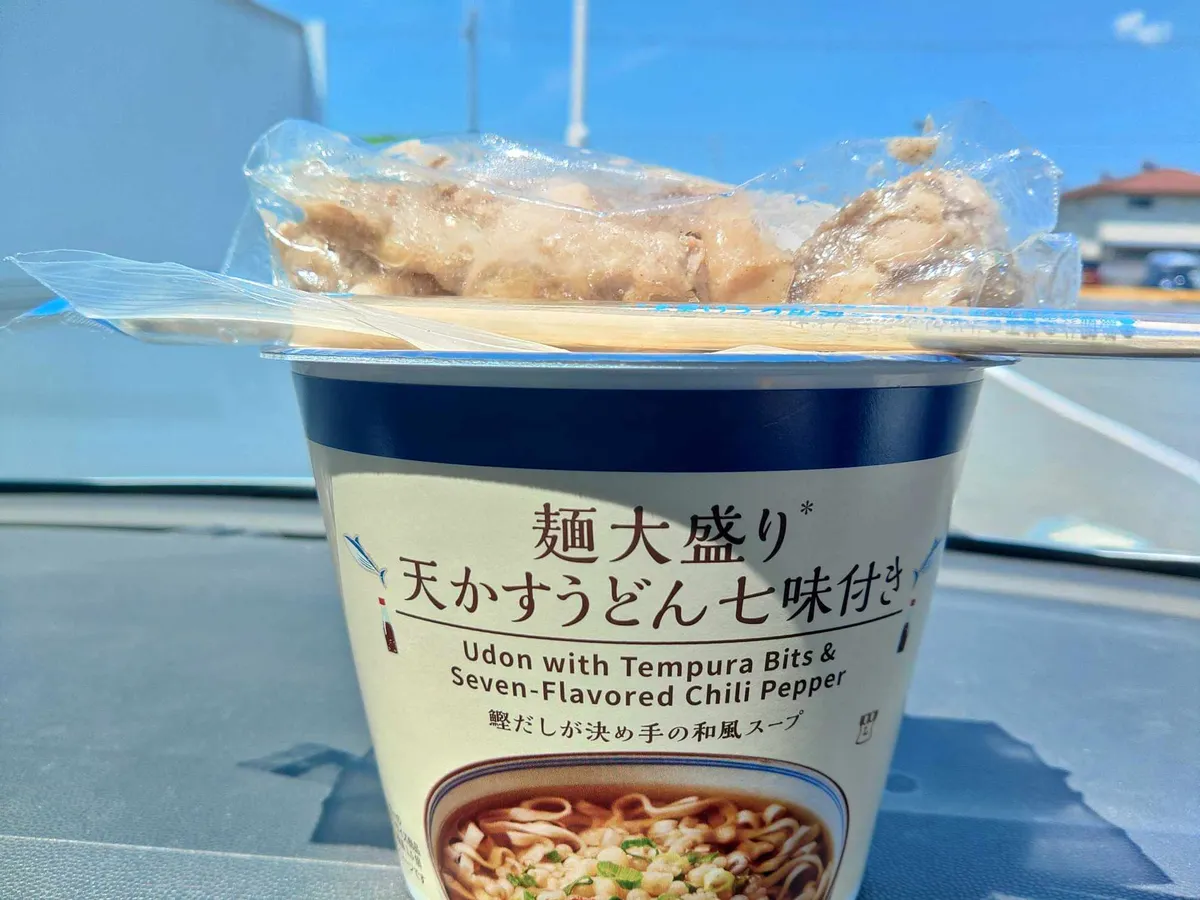 麺大盛り*
天かすうどん七味付き
Udon with Tempura Bits &
Seven-Flavored Chili Pepper
鰹だしが決め手の和風スープ